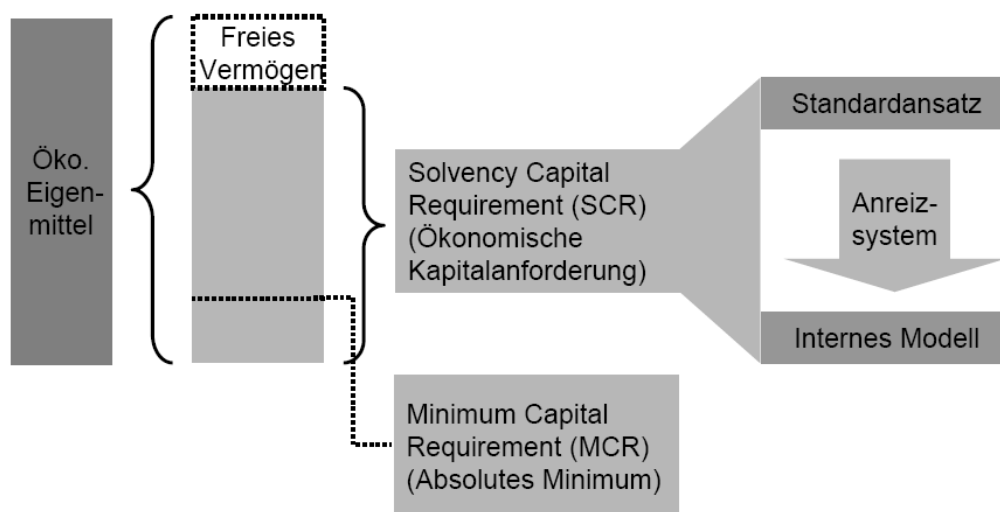 Öko.
Eigen-
mittel
Freies
Vermögen
Solvency Capital
Requirement (SCR)
(Ökonomische
Kapitalanforderung)
Minimum Capital
Requirement (MCR)
(Absolutes Minimum)
Standardansatz
Anreiz-
system
Internes Modell